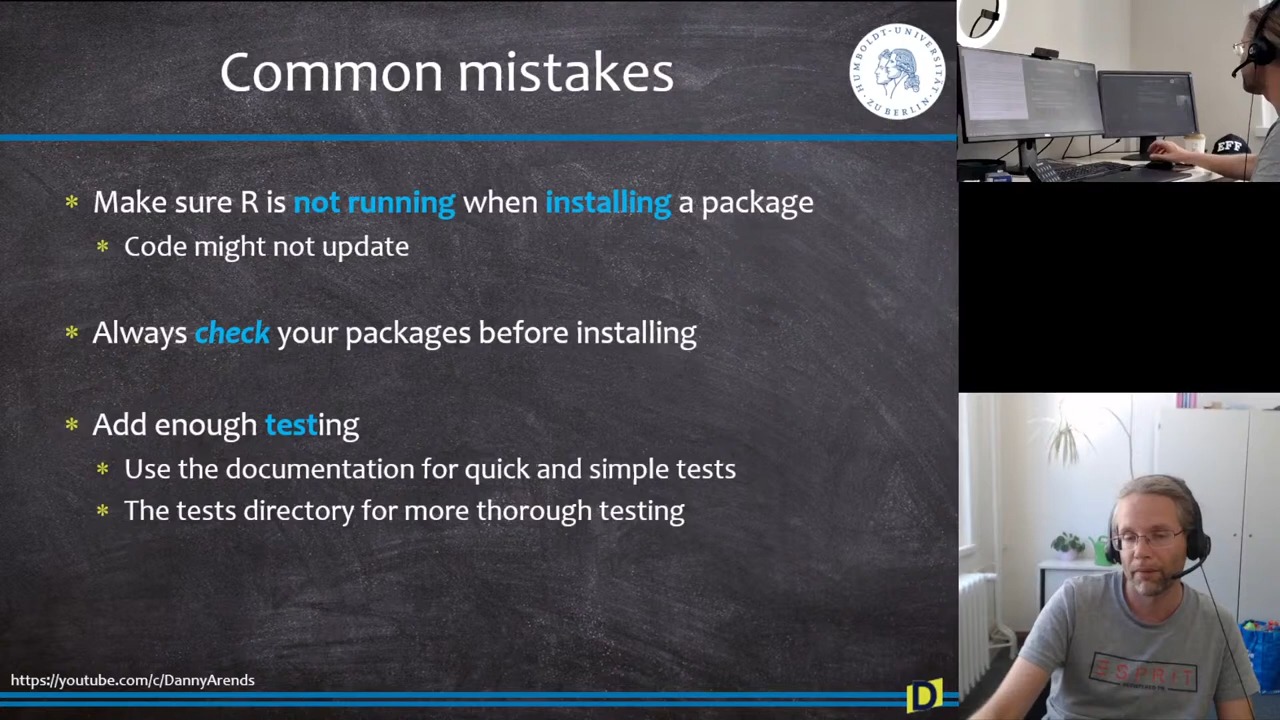 Common mistakes
HUMBOLDT-UNIVERSITÄT ZU BERLIN
* Make sure R is not running when installing a package
* Code might not update
* Always check your packages before installing
* Add enough testing
* Use the documentation for quick and simple tests
* The tests directory for more thorough testing
https://youtube.com/c/DannyArends
D
EFF
ESPRIT